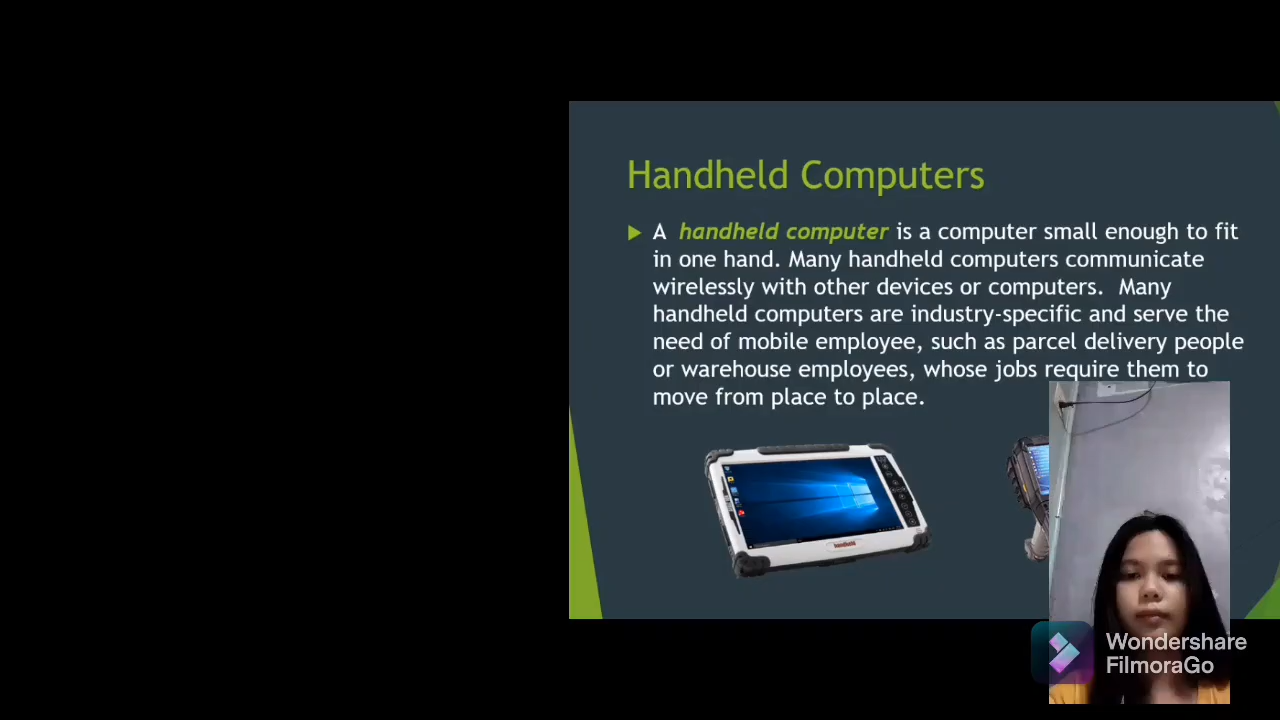 Handheld Computers
A handheld computer is a computer small enough to fit
in one hand. Many handheld computers communicate
wirelessly with other devices or computers. Many
handheld computers are industry-specific and serve the
need of mobile employee, such as parcel delivery people
or warehouse employees, whose jobs require them to
move from place to place.
handheld
Wondershare
FilmoraGo